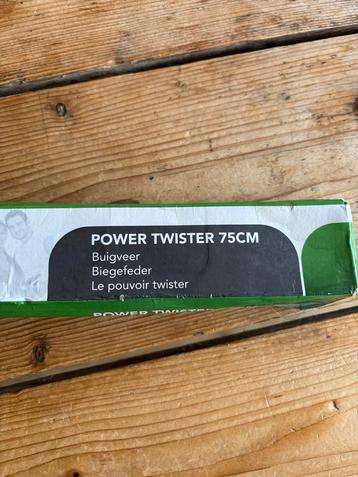 POWER TWISTER 75CM
Buigveer
Biegefeder
Le pouvoir twister
POWER TWISTER